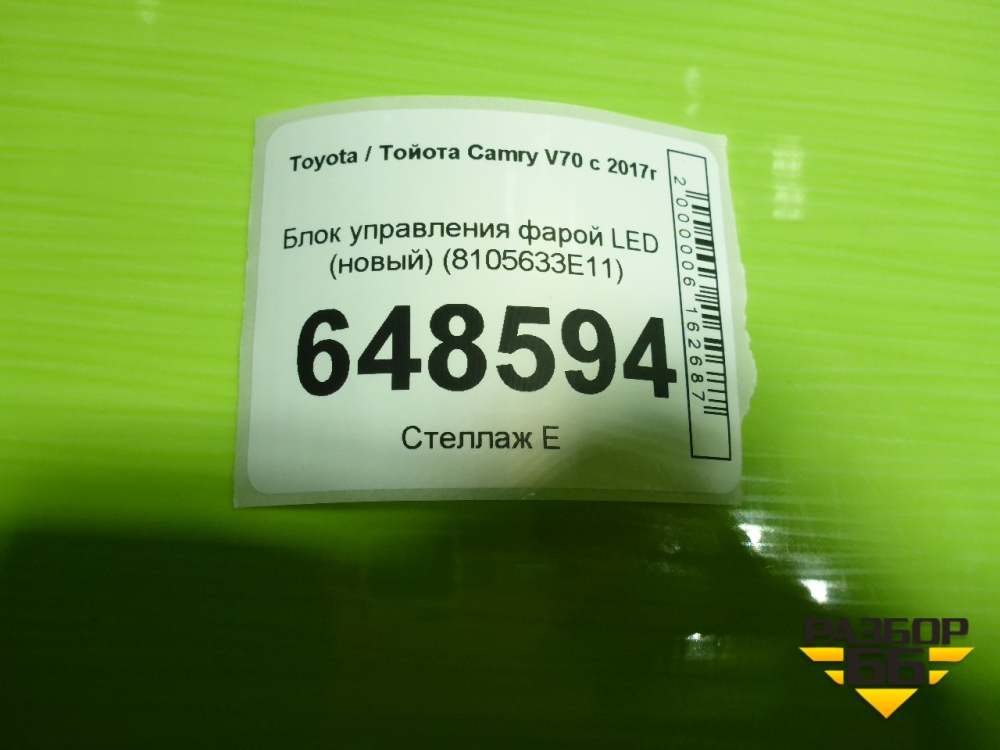 Toyota / Тойота Camry V70 с 2017г
Блок управления фарой LED
(новый) (8105633E11)
648594
Стеллаж Е
2000006162687
РАЗБОР
66